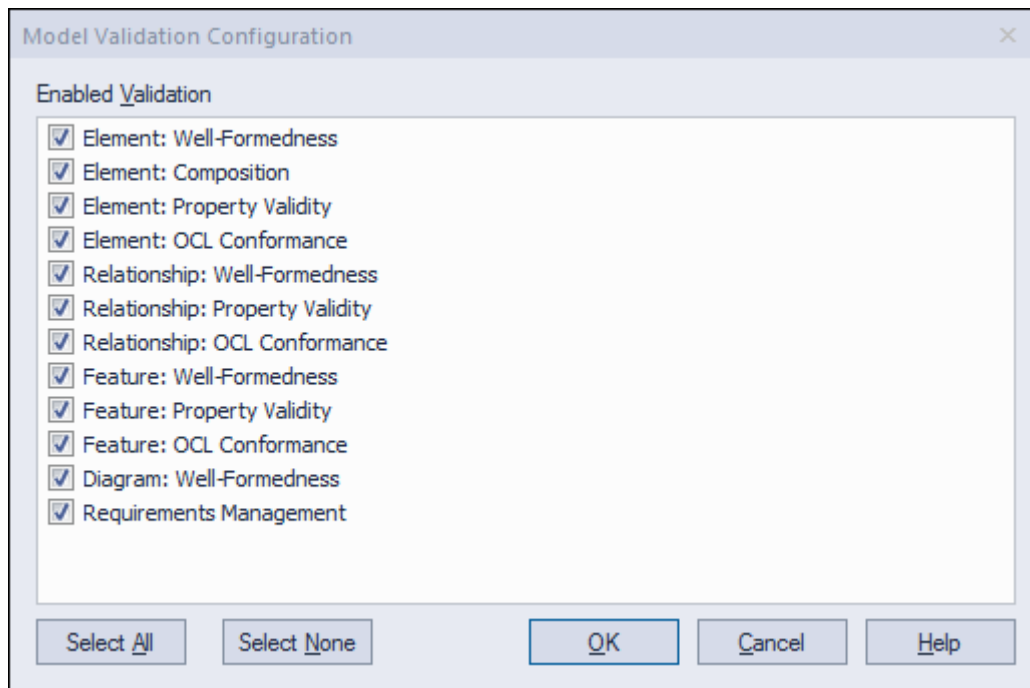 Model Validation Configuration
Enabled Validation
Element: Well-Formedness
Element: Composition
Element: Property Validity
Element: OCL Conformance
Relationship: Well-Formedness
Relationship: Property Validity
Relationship: OCL Conformance
Feature: Well-Formedness
Feature: Property Validity
Feature: OCL Conformance
Diagram: Well-Formedness
Requirements Management
Select All Select None OK Cancel Help